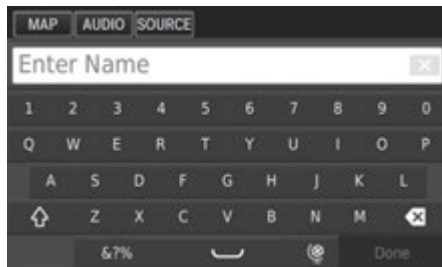 MAP AUDIO SOURCE
Enter Name
1 2 3 4 5 6 7 8 9 0
Q W E R T Y U I O P
A S D F G H J K L
Z X C V B N M
&?% Done